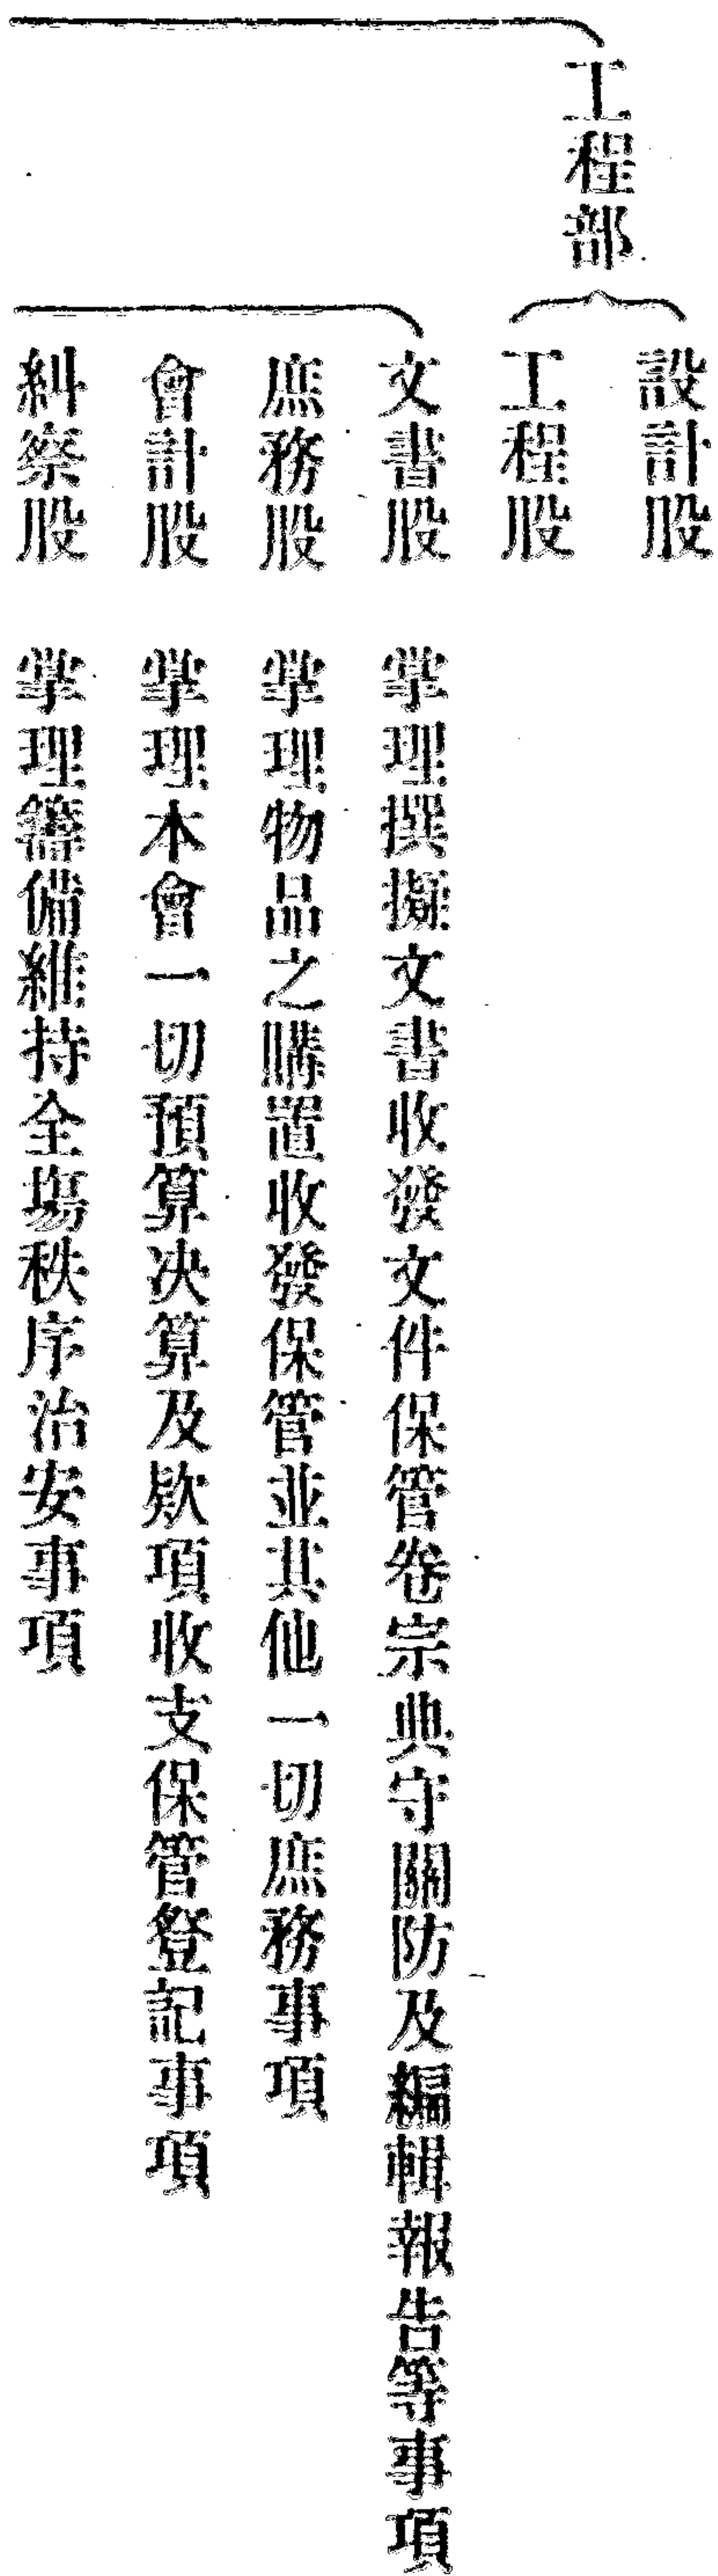 工程部
設計股
工程股
文書股 掌理撰擬文書收發文件保管卷宗典守關防及編輯報告等事項
庶務股 掌理物品之購置收發保管並其他一切庶務事項
會計股 掌理本會一切預算决算及欵項收支保管登記事項
糾察股 掌理籌備維持全塲秩序治安事項